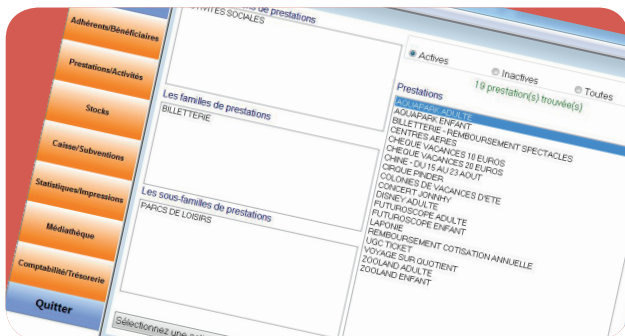 Adhérents/Bénéficiaires
Prestations/Activités
Stocks
Caisse/Subventions
Statistiques/Impressions
Médiathèque
Comptabilité/Trésorerie
Quitter
de prestations
SOCIALES
Les familles de prestations
BILLETTERIE
Les sous-familles de prestations
PARCS DE LOISIRS
Sélectionnez une
Actives
Inactives
Toutes
19 prestation(s) trouvée(s)
Prestations
AQUAPARK ADULTE
AQUAPARK ENFANT
BILLETTERIE - REMBOURSEMENT SPECTACLES
CENTRES AERES
CHEQUE VACANCES 10 EUROS
CHEQUE VACANCES 20 EUROS
CHINE - DU 15 AU 23 AOUT
CIRQUE PINDER
COLONIES DE VACANCES D'ETE
CONCERT JONNHY
DISNEY ADULTE
FUTUROSCOPE ADULTE
FUTUROSCOPE ENFANT
LAPONIE
REMBOURSEMENT COTISATION ANNUELLE
UGC TICKET
VOYAGE SUR QUOTIENT
ZOOLAND ADULTE
ZOOLAND ENFANT